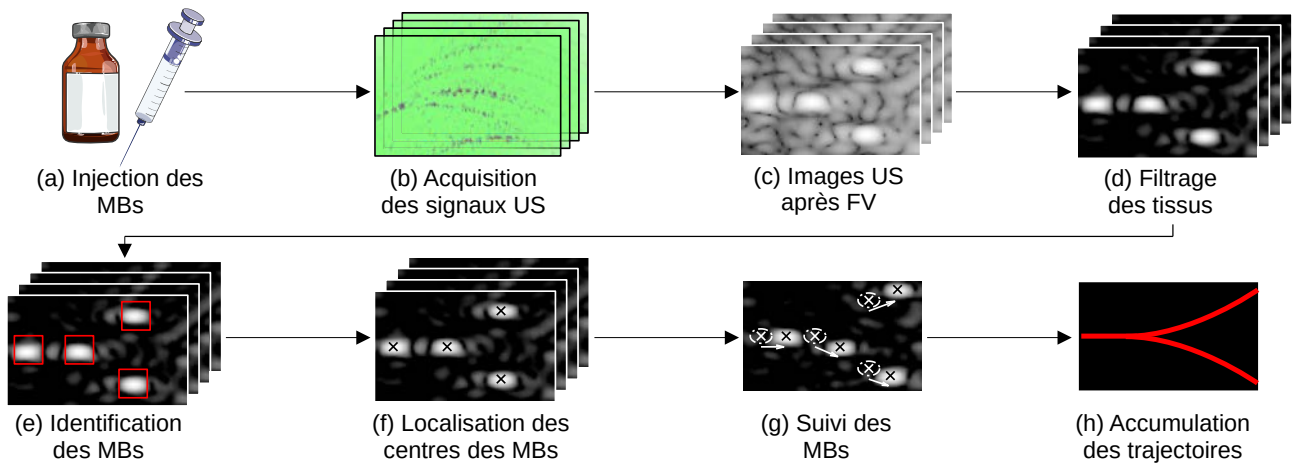 (a) Injection des
MBs
(b) Acquisition
des signaux US
(c) Images US
après FV
(d) Filtrage
des tissus
(e) Identification
des MBs
(f) Localisation des
centres des MBs
(g) Suivi des
MBs
(h) Accumulation
des trajectoires